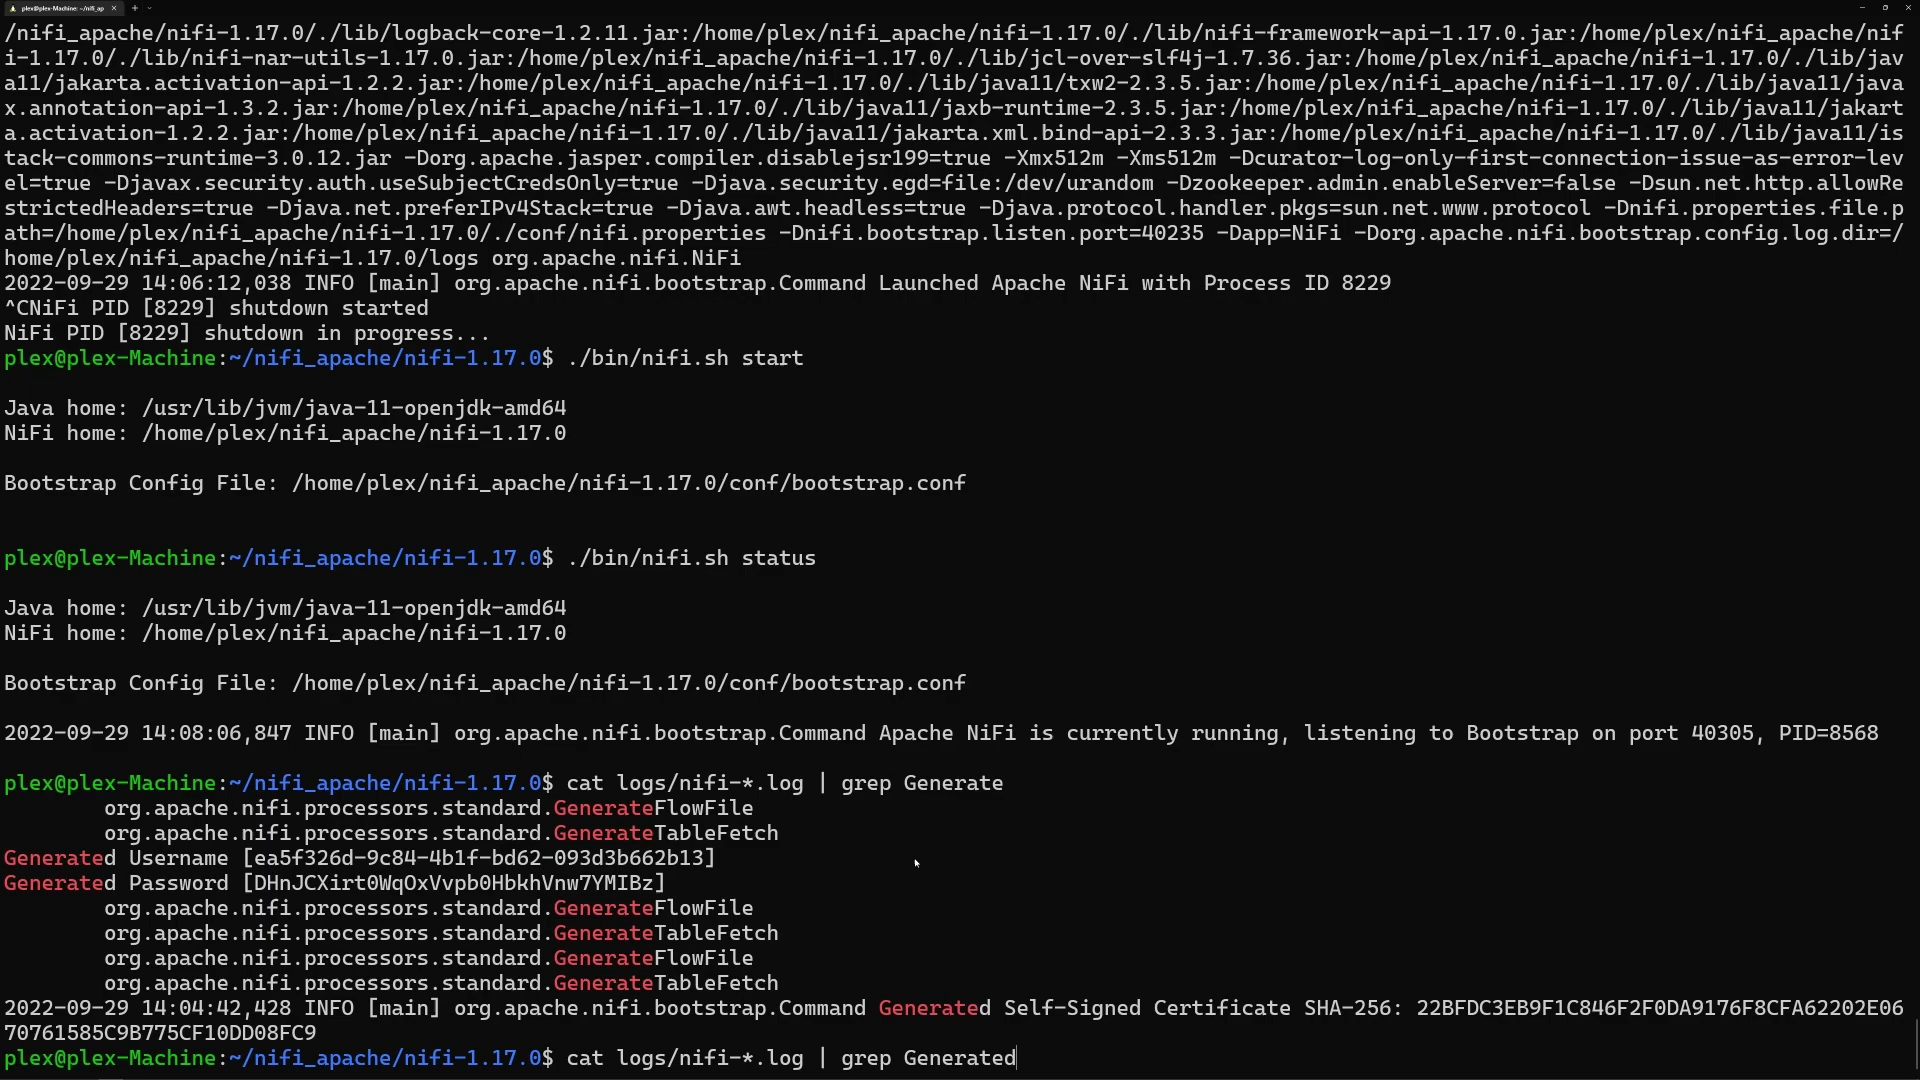 plex@plex-Machine: ~/nifi_ap
/nifi_apache/nifi-1.17.0/./lib/logback-core-1.2.11.jar:/home/plex/nifi_apache/nifi-1.17.0/./lib/nifi-framework-api-1.17.0.jar:/home/plex/nifi_apache/nif
i-1.17.0/./lib/nifi-nar-utils-1.17.0.jar:/home/plex/nifi_apache/nifi-1.17.0/./lib/jcl-over-slf4j-1.7.36.jar:/home/plex/nifi_apache/nifi-1.17.0/./lib/jav
a11/jakarta.activation-api-1.2.2.jar:/home/plex/nifi_apache/nifi-1.17.0/./lib/java11/txw2-2.3.5.jar:/home/plex/nifi_apache/nifi-1.17.0/./lib/java11/java
x.annotation-api-1.3.2.jar:/home/plex/nifi_apache/nifi-1.17.0/./lib/java11/jaxb-runtime-2.3.5.jar:/home/plex/nifi_apache/nifi-1.17.0/./lib/java11/jakart
a.activation-1.2.2.jar:/home/plex/nifi_apache/nifi-1.17.0/./lib/java11/jakarta.xml.bind-api-2.3.3.jar:/home/plex/nifi_apache/nifi-1.17.0/./lib/java11/is
tack-commons-runtime-3.0.12.jar -Dorg.apache.jasper.compiler.disablejsr199=true -Xmx512m -Xms512m -Dcurator-log-only-first-connection-issue-as-error-lev
el=true -Djavax.security.auth.useSubjectCredsOnly=true -Djava.security.egd=file:/dev/urandom -Dzookeeper.admin.enableServer=false -Dsun.net.http.allowRe
strictedHeaders=true -Djava.net.preferIPv4Stack=true -Djava.awt.headless=true -Djava.protocol.handler.pkgs=sun.net.www.protocol -Dnifi.properties.file.p
ath=/home/plex/nifi_apache/nifi-1.17.0/./conf/nifi.properties -Dnifi.bootstrap.listen.port=40235 -Dapp=NiFi -Dorg.apache.nifi.bootstrap.config.log.dir=/
home/plex/nifi_apache/nifi-1.17.0/logs org.apache.nifi.NiFi
2022-09-29 14:06:12,038 INFO [main] org.apache.nifi.bootstrap.Command Launched Apache NiFi with Process ID 8229
^CNiFi PID [8229] shutdown started
NiFi PID [8229] shutdown in progress...
plex@plex-Machine:~/nifi_apache/nifi-1.17.0$ ./bin/nifi.sh start
Java home: /usr/lib/jvm/java-11-openjdk-amd64
NiFi home: /home/plex/nifi_apache/nifi-1.17.0
Bootstrap Config File: /home/plex/nifi_apache/nifi-1.17.0/conf/bootstrap.conf
plex@plex-Machine:~/nifi_apache/nifi-1.17.0$ ./bin/nifi.sh status
Java home: /usr/lib/jvm/java-11-openjdk-amd64
NiFi home: /home/plex/nifi_apache/nifi-1.17.0
Bootstrap Config File: /home/plex/nifi_apache/nifi-1.17.0/conf/bootstrap.conf
2022-09-29 14:08:06,847 INFO [main] org.apache.nifi.bootstrap.Command Apache NiFi is currently running, listening to Bootstrap on port 40305, PID=8568
plex@plex-Machine:~/nifi_apache/nifi-1.17.0$ cat logs/nifi-*.log | grep Generate
org.apache.nifi.processors.standard.GenerateFlowFile
org.apache.nifi.processors.standard.GenerateTableFetch
Generated Username [ea5f326d-9c84-4b1f-bd62-093d3b662b13]
Generated Password [DHnJCXirt0WqOxVvpb0HbkhVnw7YMIBz]
org.apache.nifi.processors.standard.GenerateFlowFile
org.apache.nifi.processors.standard.GenerateTableFetch
org.apache.nifi.processors.standard.GenerateFlowFile
org.apache.nifi.processors.standard.GenerateTableFetch
2022-09-29 14:04:42,428 INFO [main] org.apache.nifi.bootstrap.Command Generated Self-Signed Certificate SHA-256: 22BFDC3EB9F1C846F2F0DA9176F8CFA62202E06
70761585C9B775CF10DD08FC9
plex@plex-Machine:~/nifi_apache/nifi-1.17.0$ cat logs/nifi-*.log | grep Generated